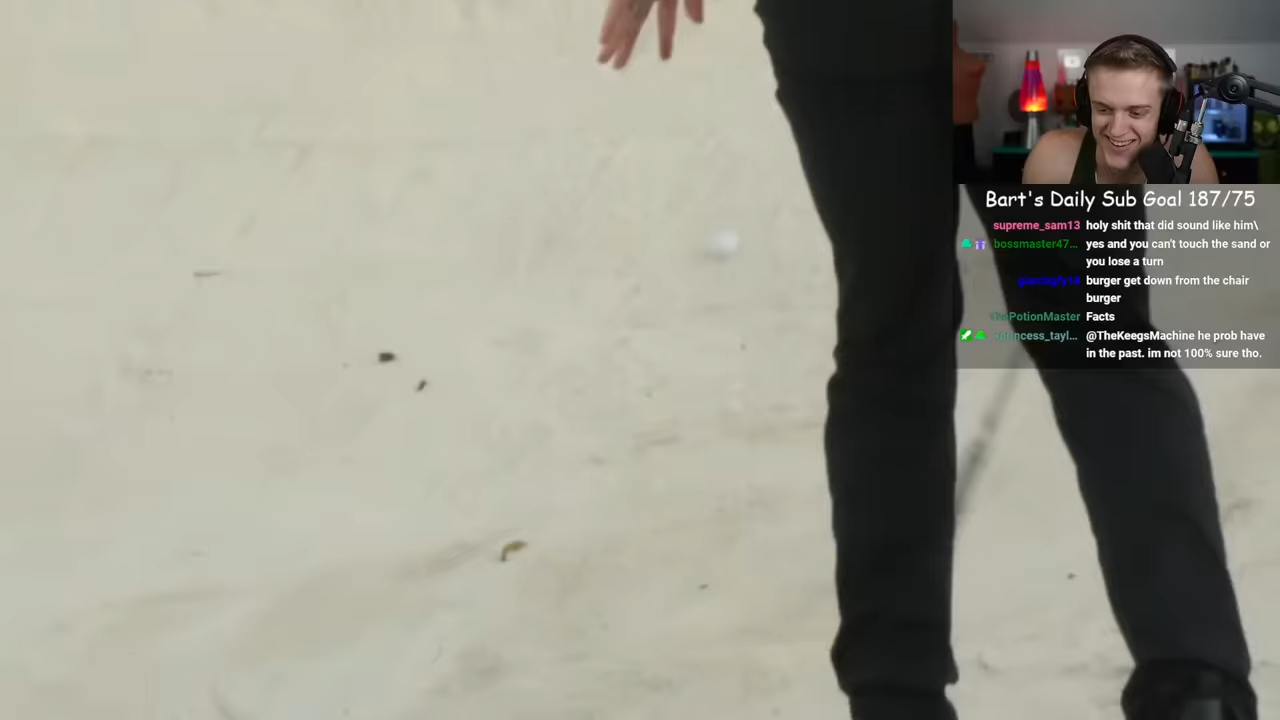 Bart's Daily Sub Goal 187/75
supreme_sam13 holy shit that did sound like him\
bossmaster47... yes and you can't touch the sand or
you lose a turn
burger get down from the chair
burger
Facts
@TheKeegsMachine he prob have
in the past. im not 100% sure tho.